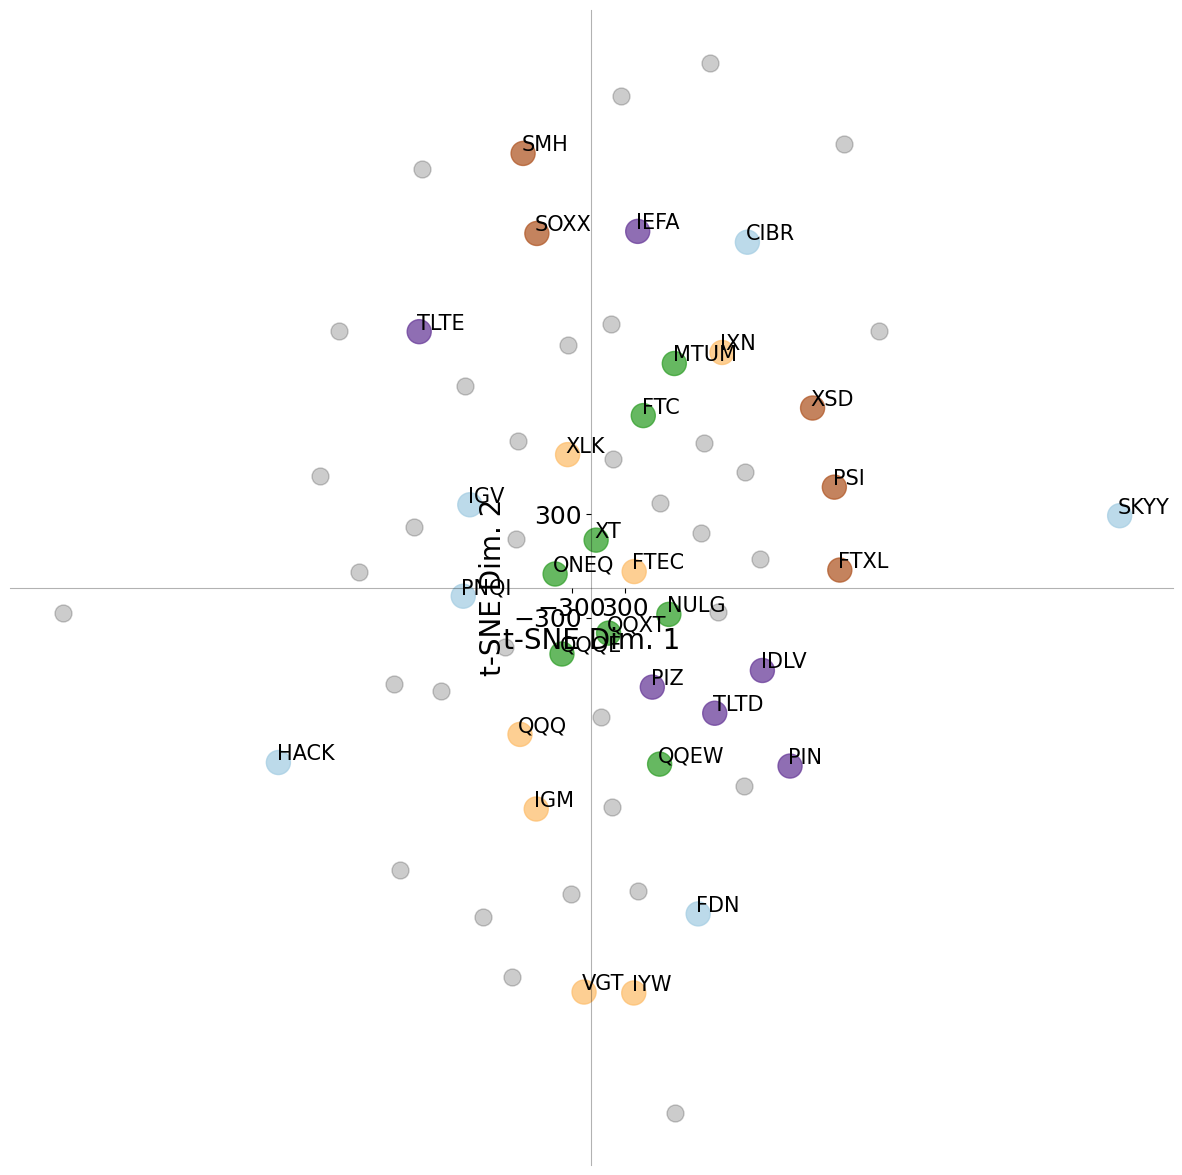 SMH
SOXX
IEFA
CIBR
TLTE
IXN
MTUM
XSD
FTC
XLK
PSI
IGV
SKYY
300
t-SNE Dim. 2
XT
FTEC
FTXL
ONEQ
PNQI
−300
300
NULG
−300
QQXT
t-SNE Dim. 1
QQQE
IDLV
PIZ
TLTD
QQQ
HACK
QQEW
PIN
IGM
FDN
VGT
IYW